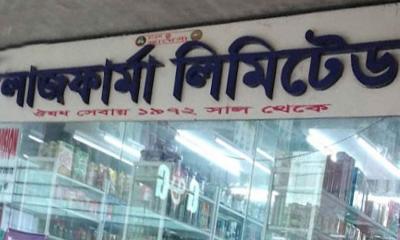 লাজফার্মা লিমিটেড
ঔষধ সেবায় ১৯৭২ সাল থেকে